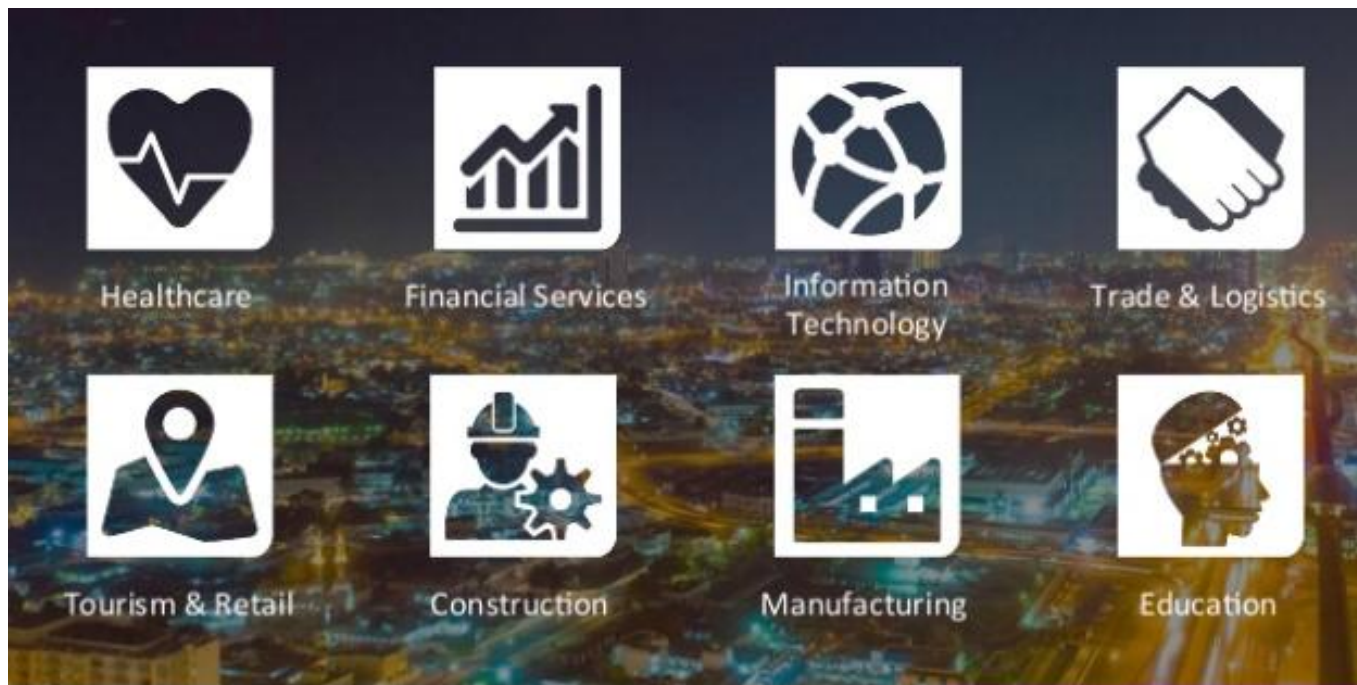 Healthcare
Financial Services
Information
Technology
Trade & Logistics
Tourism & Retail
Construction
Manufacturing
Education